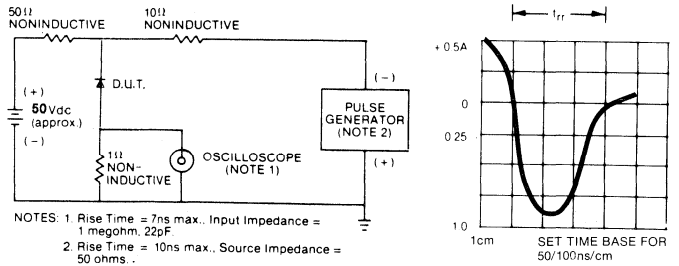 50Ω
NONINDUCTIVE
10Ω
NONINDUCTIVE
trr
+ 0.5A
(+)
D.U.T.
(-)
50 Vdc
(approx.)
PULSE
GENERATOR
(NOTE 2)
0
(-)
0 25
1Ω
NON-
INDUCTIVE
OSCILLOSCOPE
(NOTE 1)
(+)
1.0
1cm
SET TIME BASE FOR
50/100ns/cm
NOTES: 1. Rise Time = 7ns max., Input Impedance =
1 megohm, 22pF.
2. Rise Time = 10ns max., Source Impedance =
50 ohms.